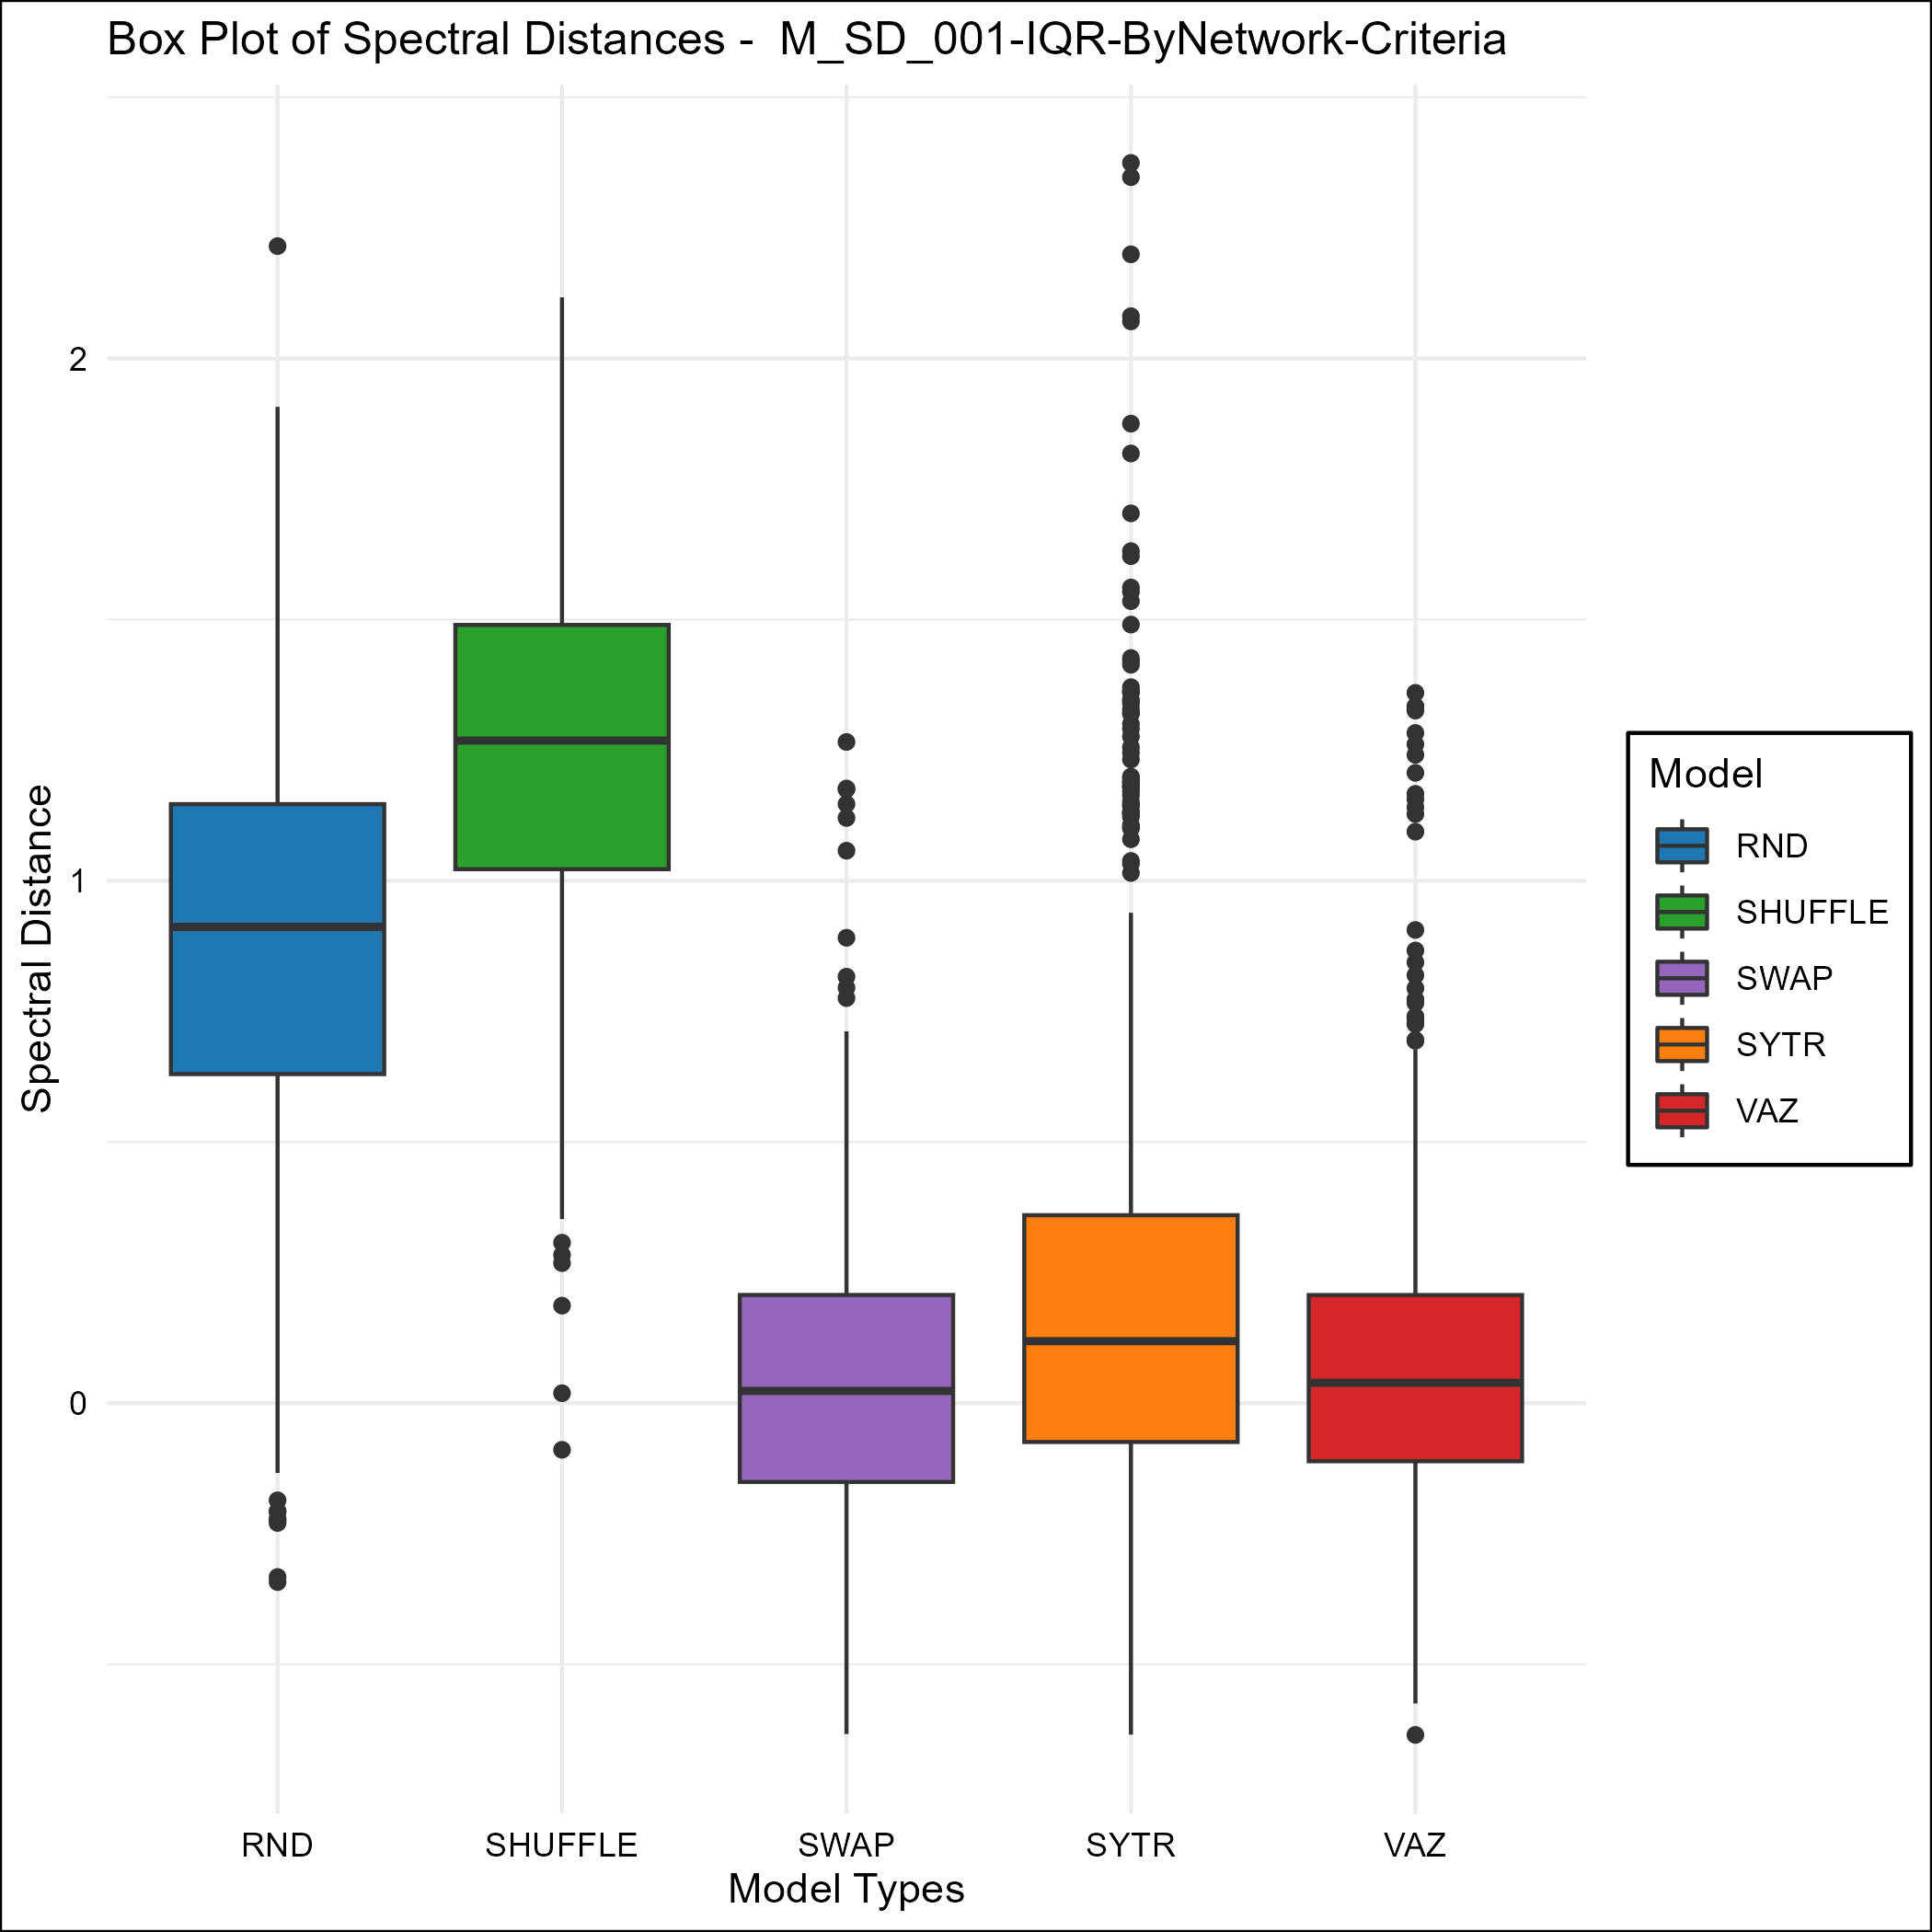 Box Plot of Spectral Distances - M_SD_001-IQR-ByNetwork-Criteria
Spectral Distance
2
1
0
RND
SHUFFLE
SWAP
SYTR
VAZ
Model Types
Model
RND
SHUFFLE
SWAP
SYTR
VAZ